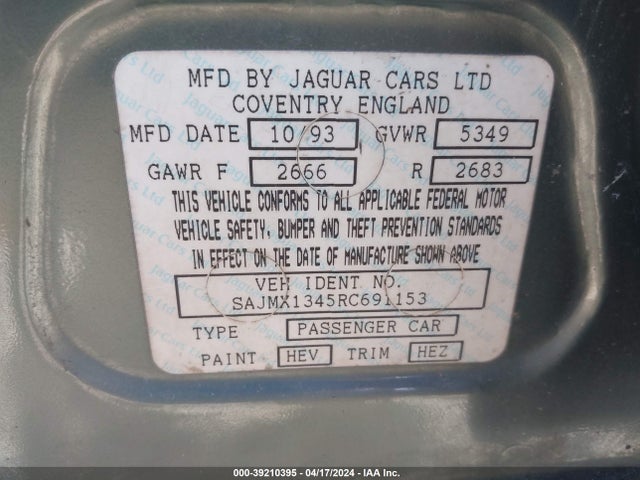 MFD BY JAGUAR CARS LTD
COVENTRY ENGLAND
MFD DATE 10/93 GVWR 5349
GAWR F 2666 R 2683
THIS VEHICLE CONFORMS TO ALL APPLICABLE FEDERAL MOTOR
VEHICLE SAFETY, BUMPER AND THEFT PREVENTION STANDARDS
IN EFFECT ON THE DATE OF MANUFACTURE SHOWN ABOVE
VEH IDENT NO.
SAJMX1345RC691153
TYPE PASSENGER CAR
PAINT HEV TRIM HEZ
000-39210395 - 04/17/2024 - IAA Inc.